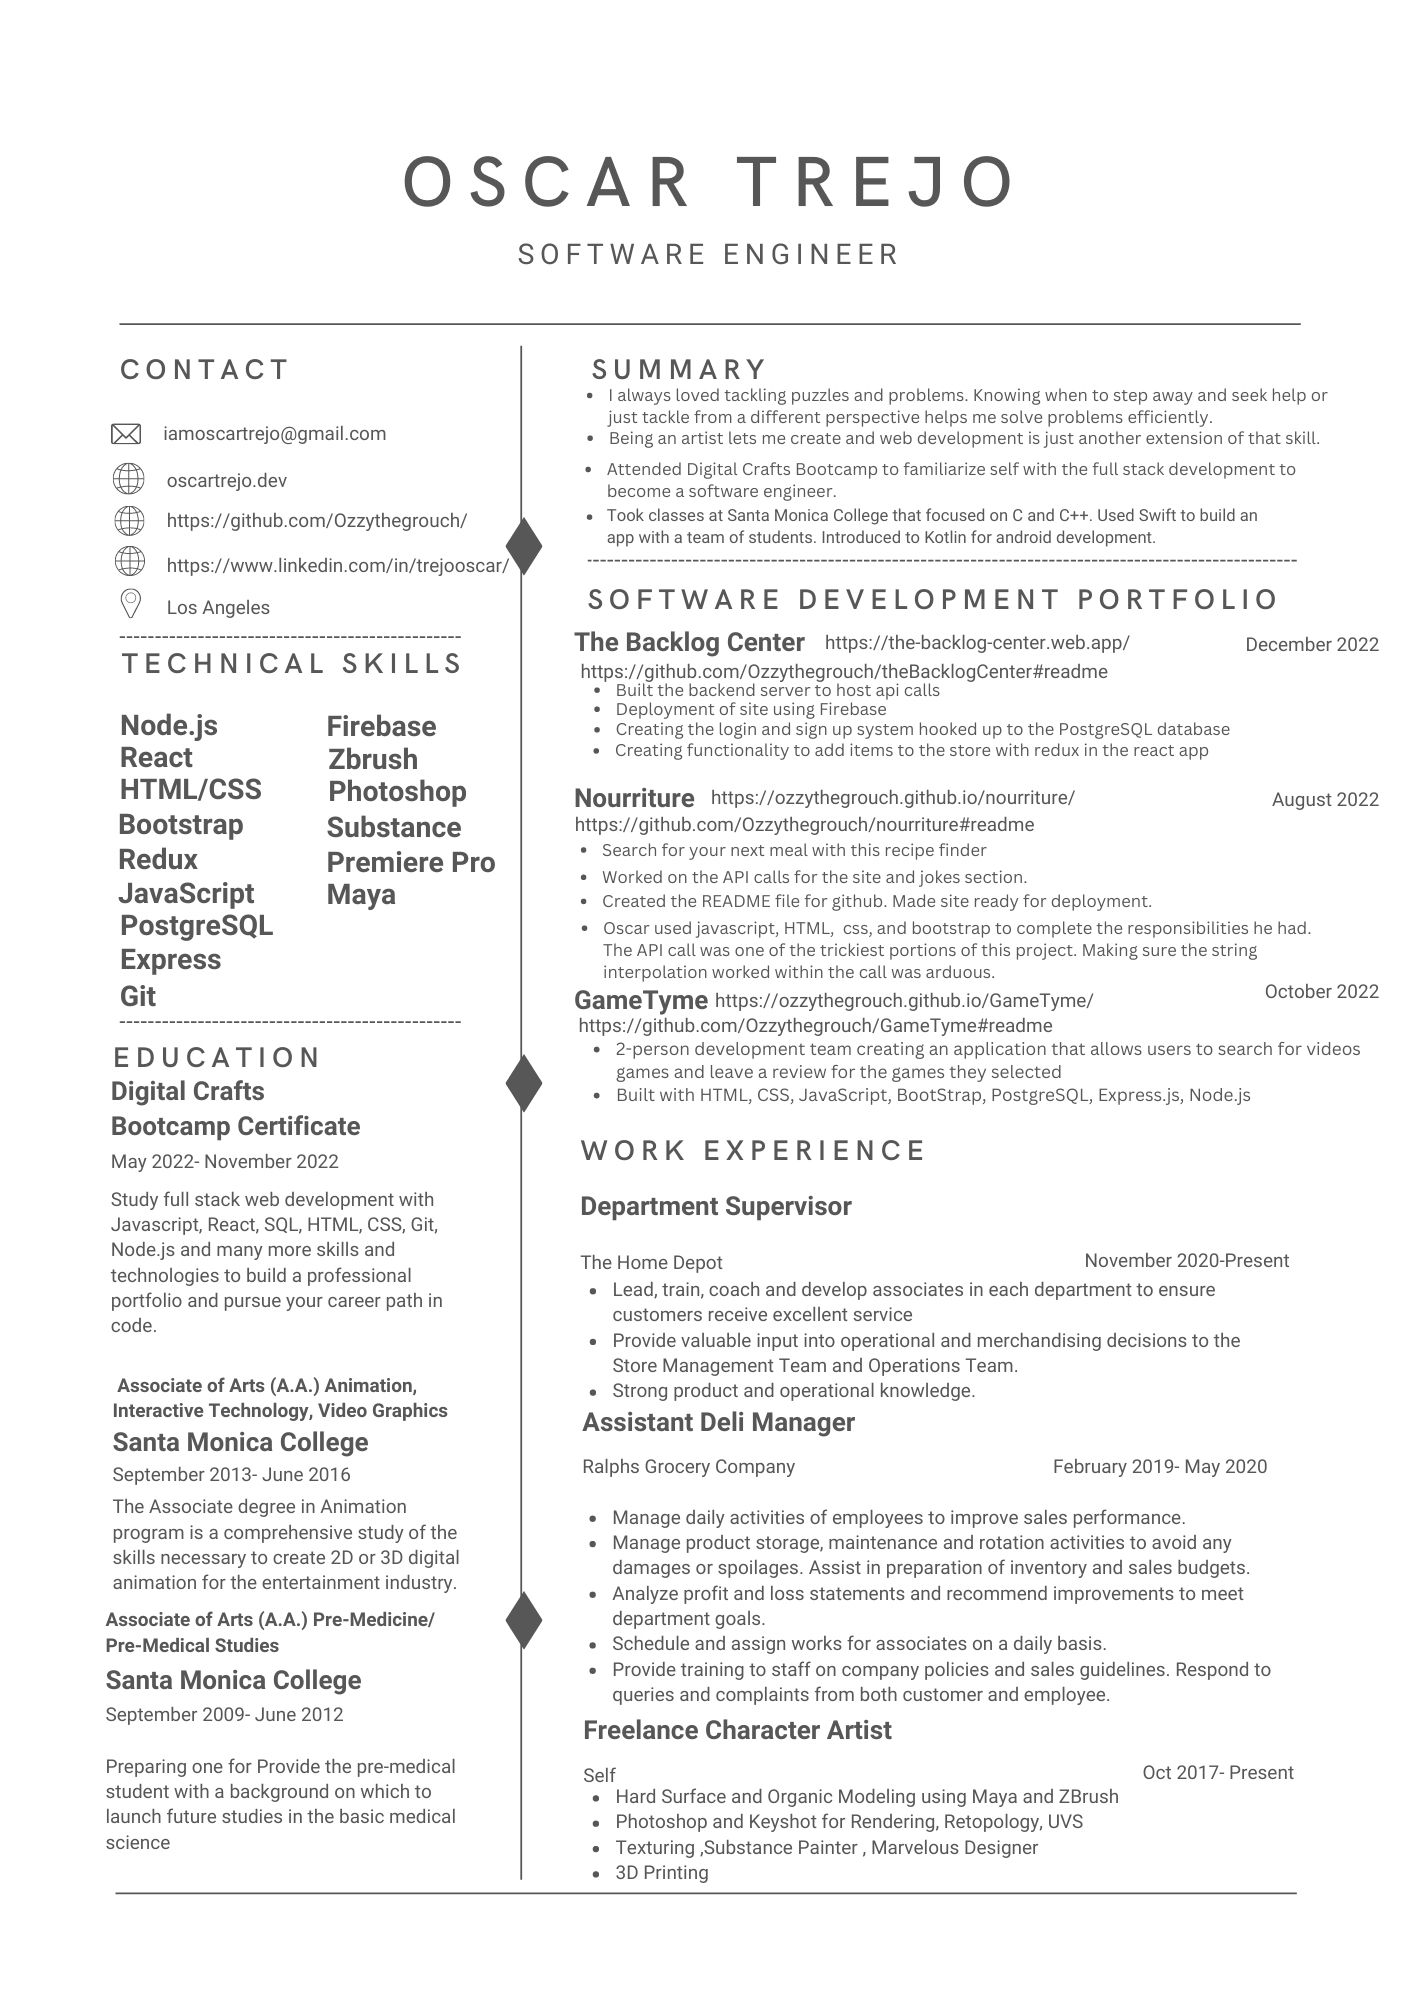 OSCAR TREJO
SOFTWARE ENGINEER
CONTACT
iamoscartrejo@gmail.com
oscartrejo.dev
https://github.com/Ozzythegrouch/
https://www.linkedin.com/in/trejooscar/
Los Angeles
TECHNICAL SKILLS
Node.js
React
HTML/CSS
Bootstrap
Redux
JavaScript
PostgreSQL
Express
Git
Firebase
Zbrush
Photoshop
Substance
Premiere Pro
Maya
EDUCATION
Digital Crafts
Bootcamp Certificate
May 2022- November 2022
Study full stack web development with
Javascript, React, SQL, HTML, CSS, Git,
Node.js and many more skills and
technologies to build a professional
portfolio and pursue your career path in
code.
Associate of Arts (A.A.) Animation,
Interactive Technology, Video Graphics
Santa Monica College
September 2013- June 2016
The Associate degree in Animation
program is a comprehensive study of the
skills necessary to create 2D or 3D digital
animation for the entertainment industry.
Associate of Arts (A.A.) Pre-Medicine/
Pre-Medical Studies
Santa Monica College
September 2009- June 2012
Preparing one for Provide the pre-medical
student with a background on which to
launch future studies in the basic medical
science
SUMMARY
• I always loved tackling puzzles and problems. Knowing when to step away and seek help or
just tackle from a different perspective helps me solve problems efficiently.
• Being an artist lets me create and web development is just another extension of that skill.
• Attended Digital Crafts Bootcamp to familiarize self with the full stack development to
become a software engineer.
• Took classes at Santa Monica College that focused on C and C++. Used Swift to build an
app with a team of students. Introduced to Kotlin for android development.
SOFTWARE DEVELOPMENT PORTFOLIO
The Backlog Center https://the-backlog-center.web.app/ December 2022
https://github.com/Ozzythegrouch/theBacklogCenter#readme
• Built the backend server to host api calls
• Deployment of site using Firebase
• Creating the login and sign up system hooked up to the PostgreSQL database
• Creating functionality to add items to the store with redux in the react app
Nourriture https://ozzythegrouch.github.io/nourriture/ August 2022
https://github.com/Ozzythegrouch/nourriture#readme
• Search for your next meal with this recipe finder
• Worked on the API calls for the site and jokes section.
• Created the README file for github. Made site ready for deployment.
• Oscar used javascript, HTML, css, and bootstrap to complete the responsibilities he had.
The API call was one of the trickiest portions of this project. Making sure the string
interpolation worked within the call was arduous.
GameTyme https://ozzythegrouch.github.io/GameTyme/ October 2022
https://github.com/Ozzythegrouch/GameTyme#readme
• 2-person development team creating an application that allows users to search for videos
games and leave a review for the games they selected
• Built with HTML, CSS, JavaScript, BootStrap, PostgreSQL, Express.js, Node.js
WORK EXPERIENCE
Department Supervisor
The Home Depot November 2020-Present
• Lead, train, coach and develop associates in each department to ensure
customers receive excellent service
• Provide valuable input into operational and merchandising decisions to the
Store Management Team and Operations Team.
• Strong product and operational knowledge.
Assistant Deli Manager
Ralphs Grocery Company February 2019- May 2020
• Manage daily activities of employees to improve sales performance.
• Manage product storage, maintenance and rotation activities to avoid any
damages or spoilages. Assist in preparation of inventory and sales budgets.
• Analyze profit and loss statements and recommend improvements to meet
department goals.
• Schedule and assign works for associates on a daily basis.
• Provide training to staff on company policies and sales guidelines. Respond to
queries and complaints from both customer and employee.
Freelance Character Artist
Self Oct 2017- Present
• Hard Surface and Organic Modeling using Maya and ZBrush
• Photoshop and Keyshot for Rendering, Retopology, UVS
• Texturing ,Substance Painter , Marvelous Designer
• 3D Printing